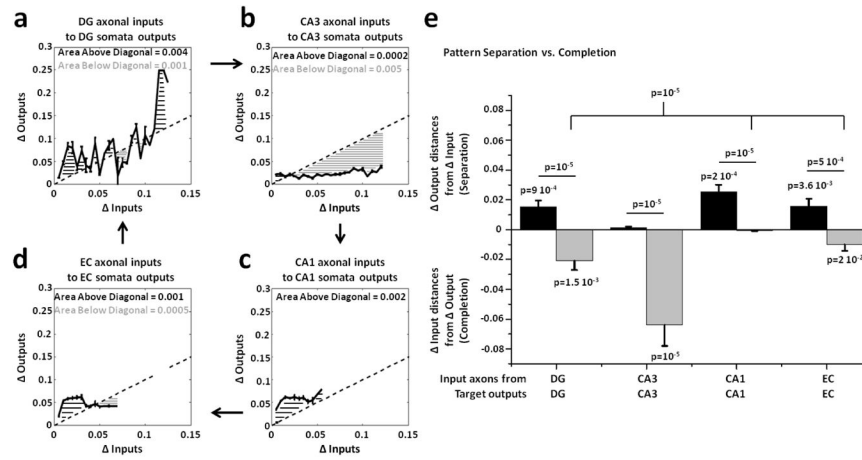 a
DG axonal inputs
to DG somata outputs
Area Above Diagonal = 0.004
Area Below Diagonal = 0.001
0.3
0.25
0.2
0.15
0.1
0.05
0
Δ Outputs
0
0.05
0.1
0.15
Δ Inputs
b
CA3 axonal inputs
to CA3 somata outputs
Area Above Diagonal = 0.0002
Area Below Diagonal = 0.005
0.3
0.25
0.2
0.15
0.1
0.05
0
Δ Outputs
0
0.05
0.1
0.15
Δ Inputs
d
EC axonal inputs
to EC somata outputs
Area Above Diagonal = 0.001
Area Below Diagonal = 0.0005
0.3
0.25
0.2
0.15
0.1
0.05
0
Δ Outputs
0
0.05
0.1
0.15
Δ Inputs
c
CA1 axonal inputs
to CA1 somata outputs
Area Above Diagonal = 0.002
0.3
0.25
0.2
0.15
0.1
0.05
0
Δ Outputs
0
0.05
0.1
0.15
Δ Inputs
e
Pattern Separation vs. Completion
Δ Output distances
from Δ Input
(Separation)
Δ Input distances
from Δ Output
(Completion)
0.08
0.06
0.04
0.02
0
-0.02
-0.04
-0.06
-0.08
p=10-5
p=10-5
p=9 10-4
p=1.5 10-3
p=10-5
p=10-5
p=10-5
p=2 10-4
p=5 10-4
p=3.6 10-3
Input axons from DG CA3 CA1 EC
Target outputs DG CA3 CA1 EC